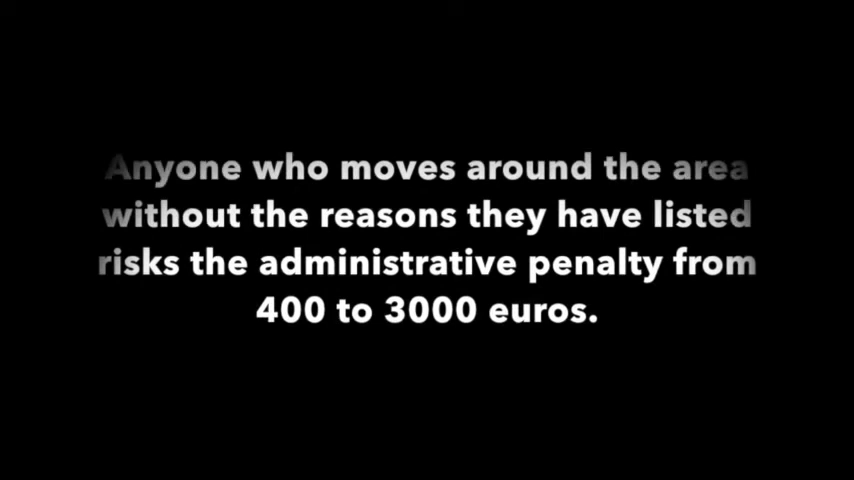 Anyone who moves around the area
without the reasons they have listed
risks the administrative penalty from
400 to 3000 euros.